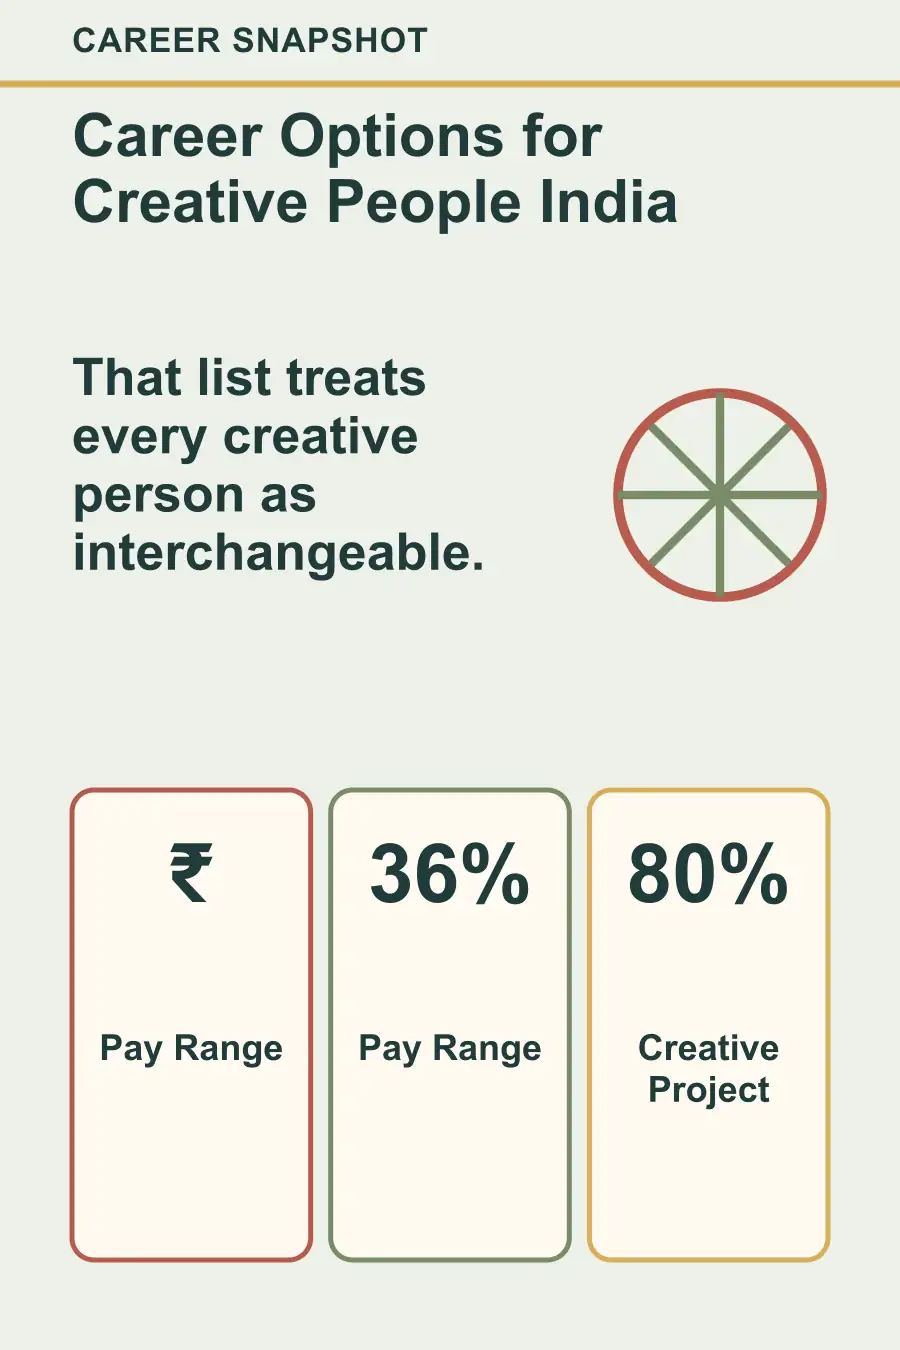 CAREER SNAPSHOT
Career Options for
Creative People India
That list treats
every creative
person as
interchangeable.
₹
Pay Range
36%
Pay Range
80%
Creative
Project